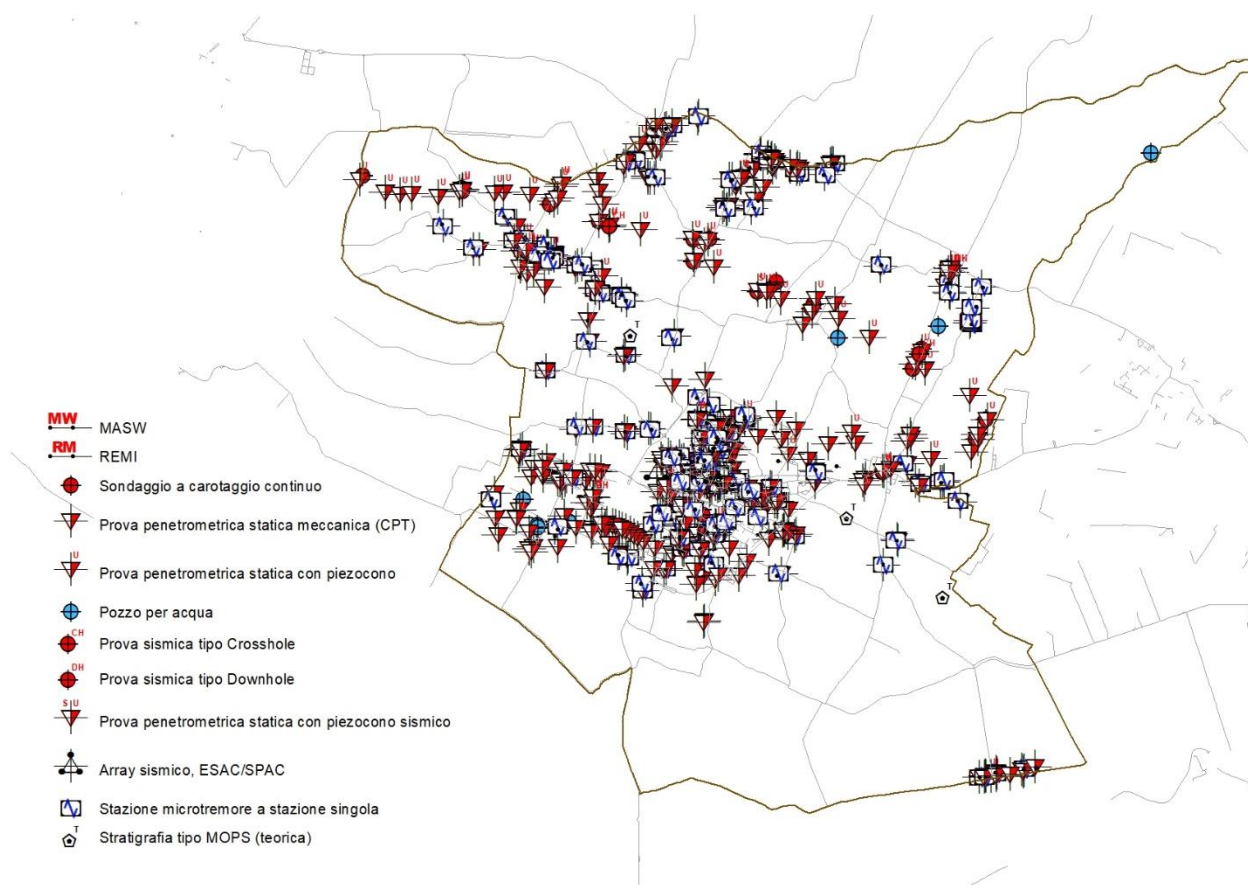 MW MASW
RM REMI
Sondaggio a carotaggio continuo
Prova penetrometrica statica meccanica (CPT)
U Prova penetrometrica statica con piezocono
Pozzo per acqua
CH Prova sismica tipo Crosshole
DH Prova sismica tipo Downhole
S U Prova penetrometrica statica con piezocono sismico
Array sismico, ESAC/SPAC
Stazione microtremore a stazione singola
T Stratigrafia tipo MOPS (teorica)